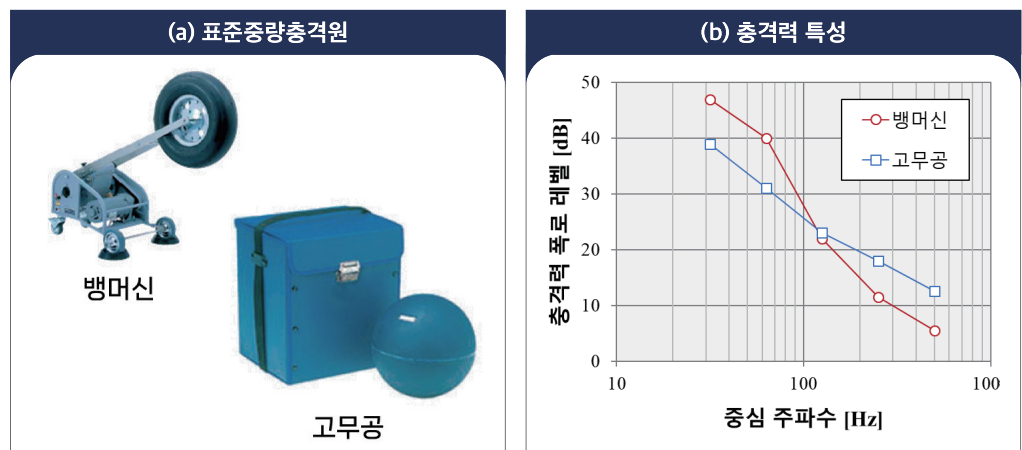 (a) 표준중량충격원
뱅머신
고무공
(b) 충격력 특성
충격력 폭로 레벨 [dB]
50
40
30
20
10
0
뱅머신
고무공
10
100
100
중심 주파수 [Hz]